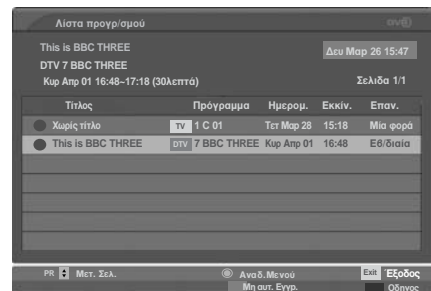 Λίστα προγρ/σμού
This is BBC THREE
Δευ Μαρ 26 15:47
DTV 7 BBC THREE
Κυρ Απρ 01 16:48~17:18 (30λεπτά)
Σελιδα 1/1
Τίτλος Πρόγραμμα Ημερομ. Εκκίν. Επαν.
Χωρίς τίτλο TV 1 C 01 Τετ Μαρ 28 15:18 Μία φορά
This is BBC THREE DTV 7 BBC THREE Κυρ Απρ 01 16:48 Εβ/διαία
PR Μετ. Σελ. Αναδ.Μενού Exit Έξοδος
Μη αυτ. Εγγρ. Οδηγος